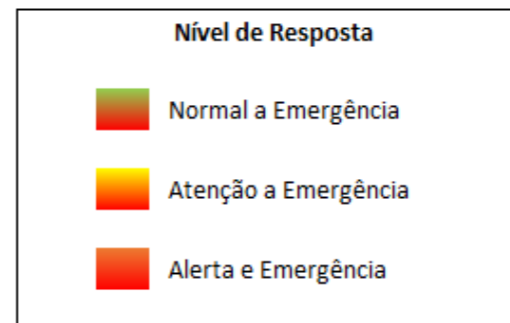 Nível de Resposta
Normal a Emergência
Atenção a Emergência
Alerta e Emergência